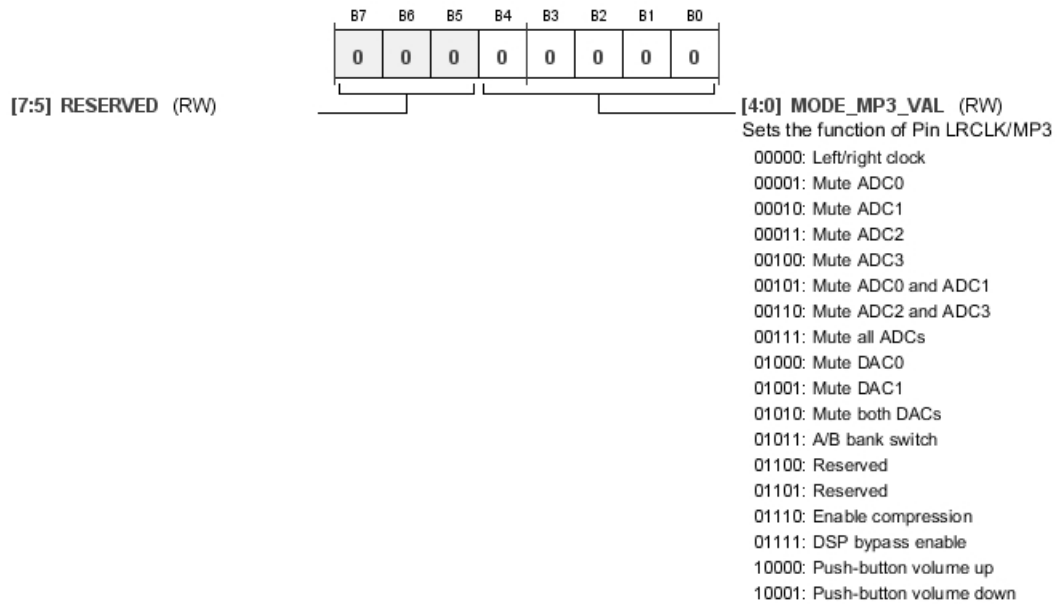 B7 B6 B5 B4 B3 B2 B1 B0
0 0 0 0 0 0 0 0
[7:5] RESERVED (RW)
[4:0] MODE_MP3_VAL (RW)
Sets the function of Pin LRCLK/MP3
00000: Left/right clock
00001: Mute ADC0
00010: Mute ADC1
00011: Mute ADC2
00100: Mute ADC3
00101: Mute ADC0 and ADC1
00110: Mute ADC2 and ADC3
00111: Mute all ADCs
01000: Mute DAC0
01001: Mute DAC1
01010: Mute both DACs
01011: A/B bank switch
01100: Reserved
01101: Reserved
01110: Enable compression
01111: DSP bypass enable
10000: Push-button volume up
10001: Push-button volume down